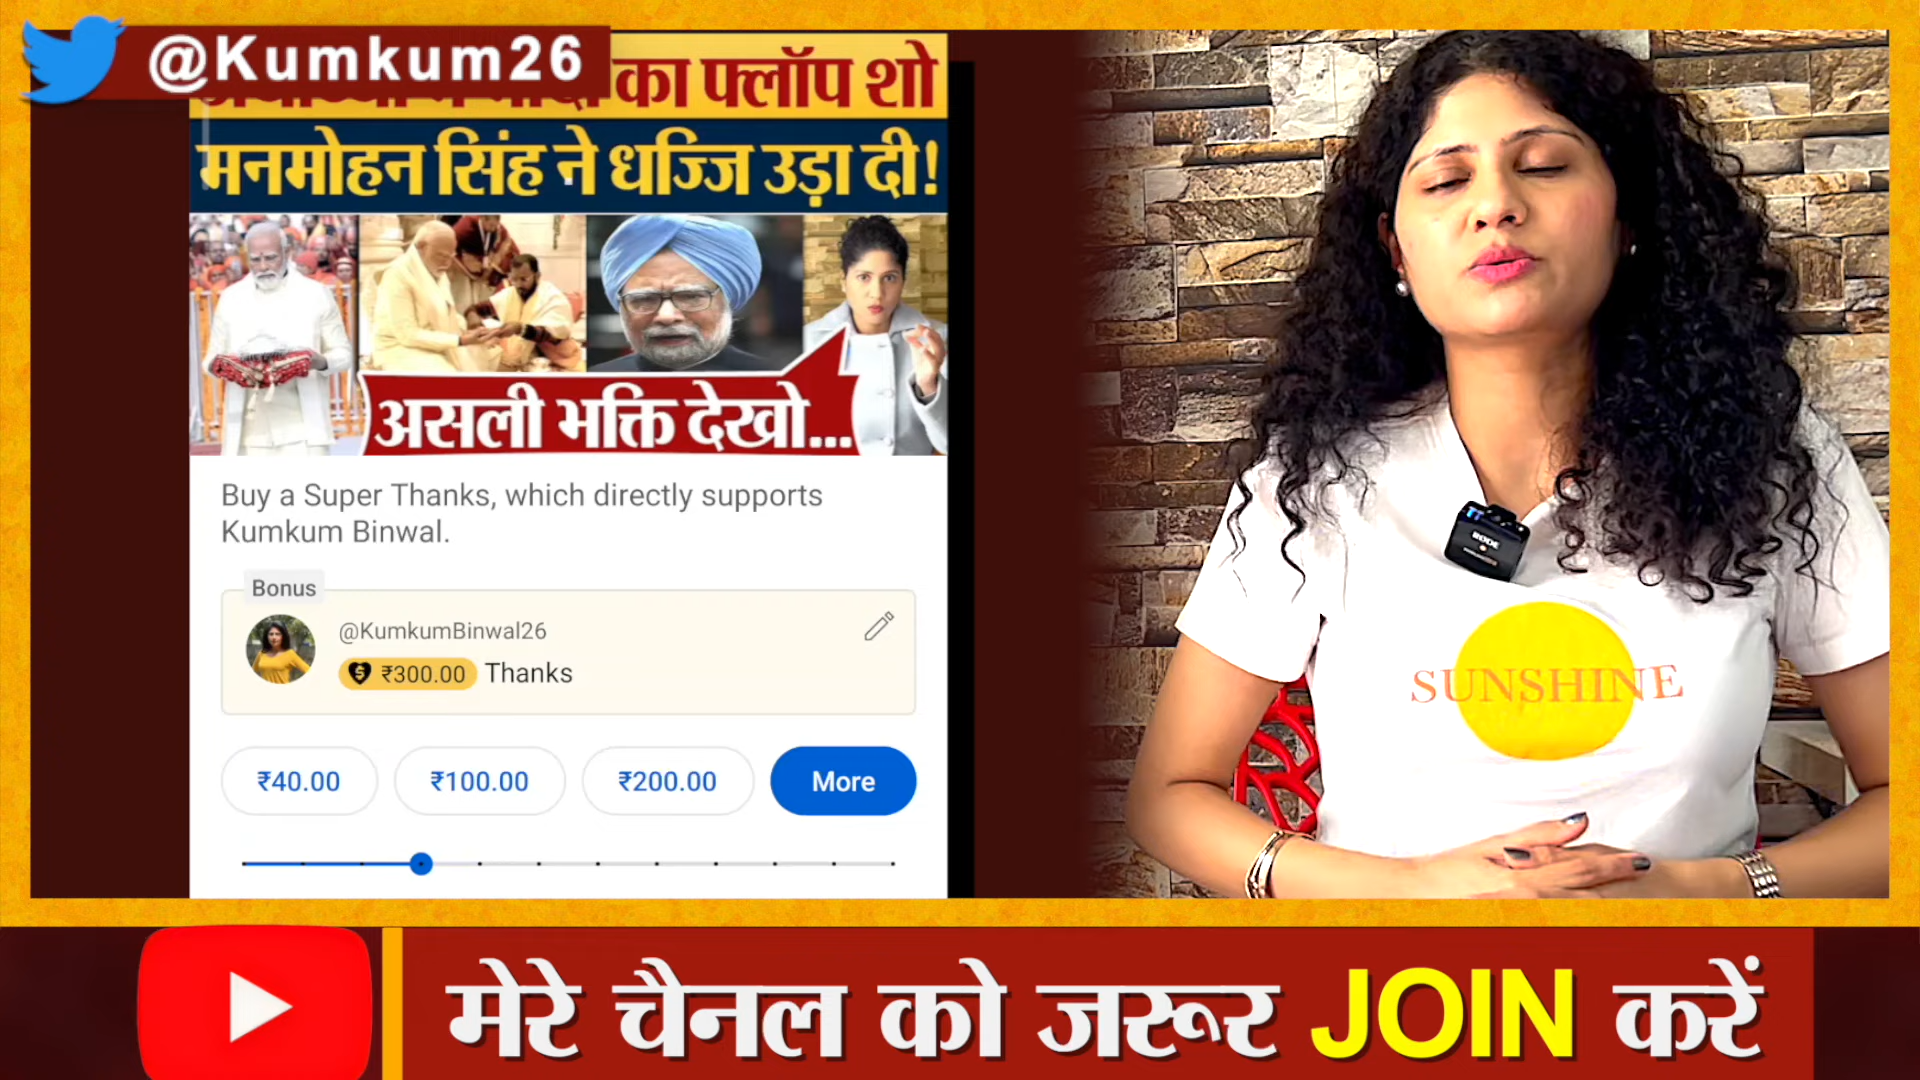 @Kumkum26
का फ्लॉप शो
मनमोहन सिंह ने धज्जि उड़ा दी!
असली भक्ति देखो...
Buy a Super Thanks, which directly supports
Kumkum Binwal.
Bonus
@KumkumBinwal26
₹300.00 Thanks
₹40.00 ₹100.00 ₹200.00 More
RODE
SUNSHINE
मेरे चैनल को जरूर JOIN करें